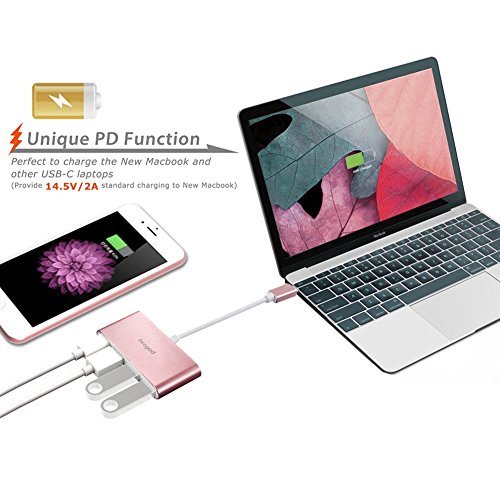 Unique PD Function
Perfect to charge the New Macbook and
other USB-C laptops
(Provide 14.5V/2A standard charging to New Macbook)
MacBook